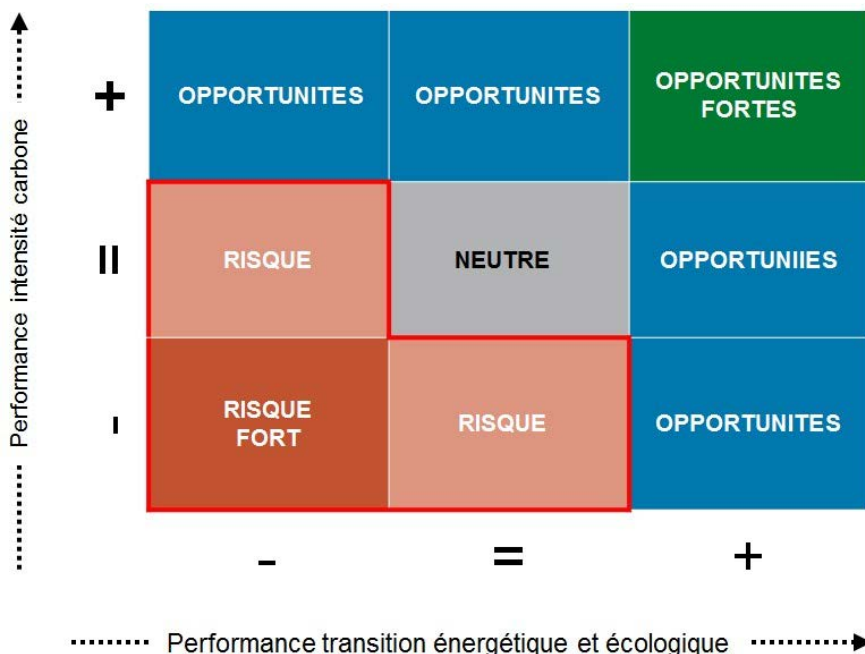 Performance intensité carbone
+
OPPORTUNITES
OPPORTUNITES
OPPORTUNITES
FORTES
=
RISQUE
NEUTRE
OPPORTUNIIES
-
RISQUE
FORT
RISQUE
OPPORTUNITES
-
=
+
Performance transition énergétique et écologique